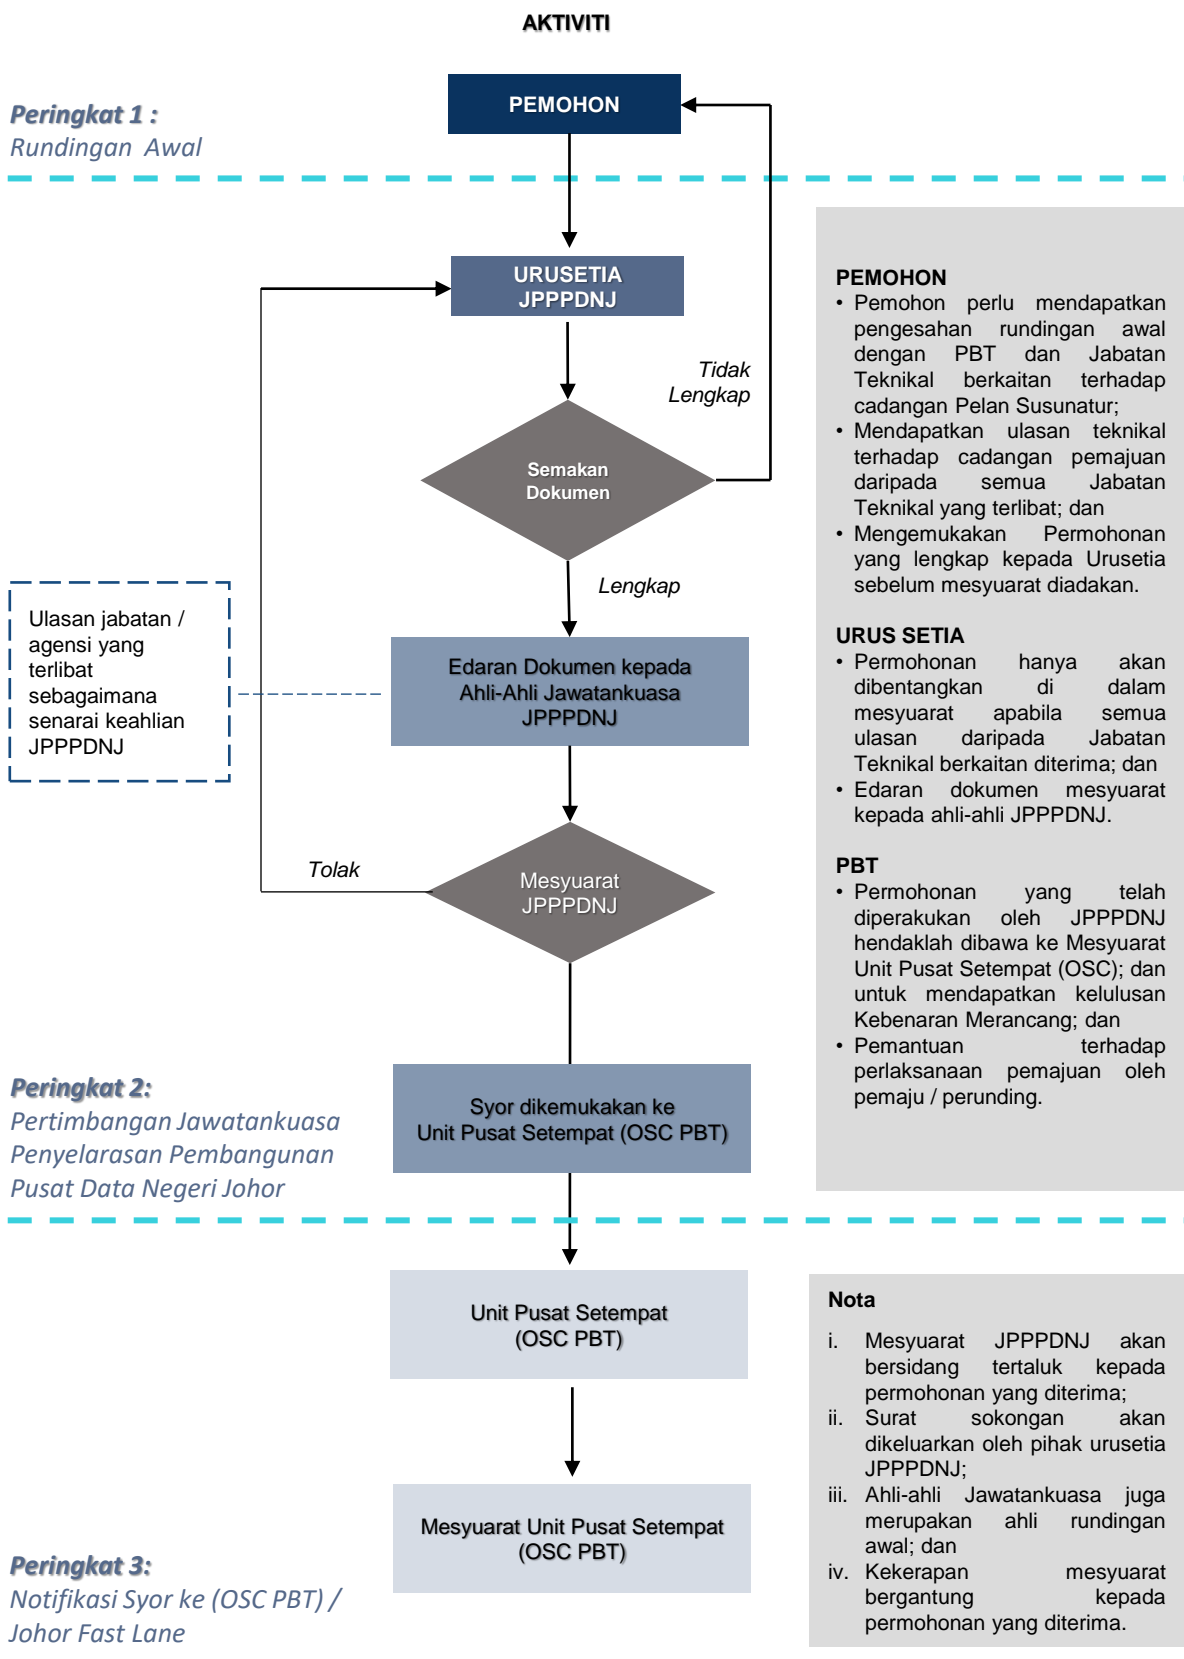 AKTIVITI
PEMOHON
Peringkat 1 :
Rundingan Awal
URUSETIA
JPPPDNJ
Tidak
Lengkap
Semakan
Dokumen
Lengkap
Ulasan jabatan /
agensi yang
terlibat
sebagaimana
senarai keahlian
JPPPDNJ
Edaran Dokumen kepada
Ahli-Ahli Jawatankuasa
JPPPDNJ
Tolak
Mesyuarat
JPPPDNJ
Peringkat 2:
Pertimbangan Jawatankuasa
Penyelarasan Pembangunan
Pusat Data Negeri Johor
Syor dikemukakan ke
Unit Pusat Setempat (OSC PBT)
PEMOHON
• Pemohon perlu mendapatkan
pengesahan rundingan awal
dengan PBT dan Jabatan
Teknikal berkaitan terhadap
cadangan Pelan Susunatur;
• Mendapatkan ulasan teknikal
terhadap cadangan pemajuan
daripada semua Jabatan
Teknikal yang terlibat; dan
• Mengemukakan Permohonan
yang lengkap kepada Urusetia
sebelum mesyuarat diadakan.
URUS SETIA
• Permohonan hanya akan
dibentangkan di dalam
mesyuarat apabila semua
ulasan daripada Jabatan
Teknikal berkaitan diterima; dan
• Edaran dokumen mesyuarat
kepada ahli-ahli JPPPDNJ.
PBT
• Permohonan yang telah
diperakukan oleh JPPPDNJ
hendaklah dibawa ke Mesyuarat
Unit Pusat Setempat (OSC); dan
untuk mendapatkan kelulusan
Kebenaran Merancang; dan
• Pemantuan terhadap
perlaksanaan pemajuan oleh
pemaju / perunding.
Unit Pusat Setempat
(OSC PBT)
Mesyuarat Unit Pusat Setempat
(OSC PBT)
Peringkat 3:
Notifikasi Syor ke (OSC PBT) /
Johor Fast Lane
Nota
i. Mesyuarat JPPPDNJ akan
bersidang tertaluk kepada
permohonan yang diterima;
ii. Surat sokongan akan
dikeluarkan oleh pihak urusetia
JPPPDNJ;
iii. Ahli-ahli Jawatankuasa juga
merupakan ahli rundingan
awal; dan
iv. Kekerapan mesyuarat
bergantung kepada
permohonan yang diterima.